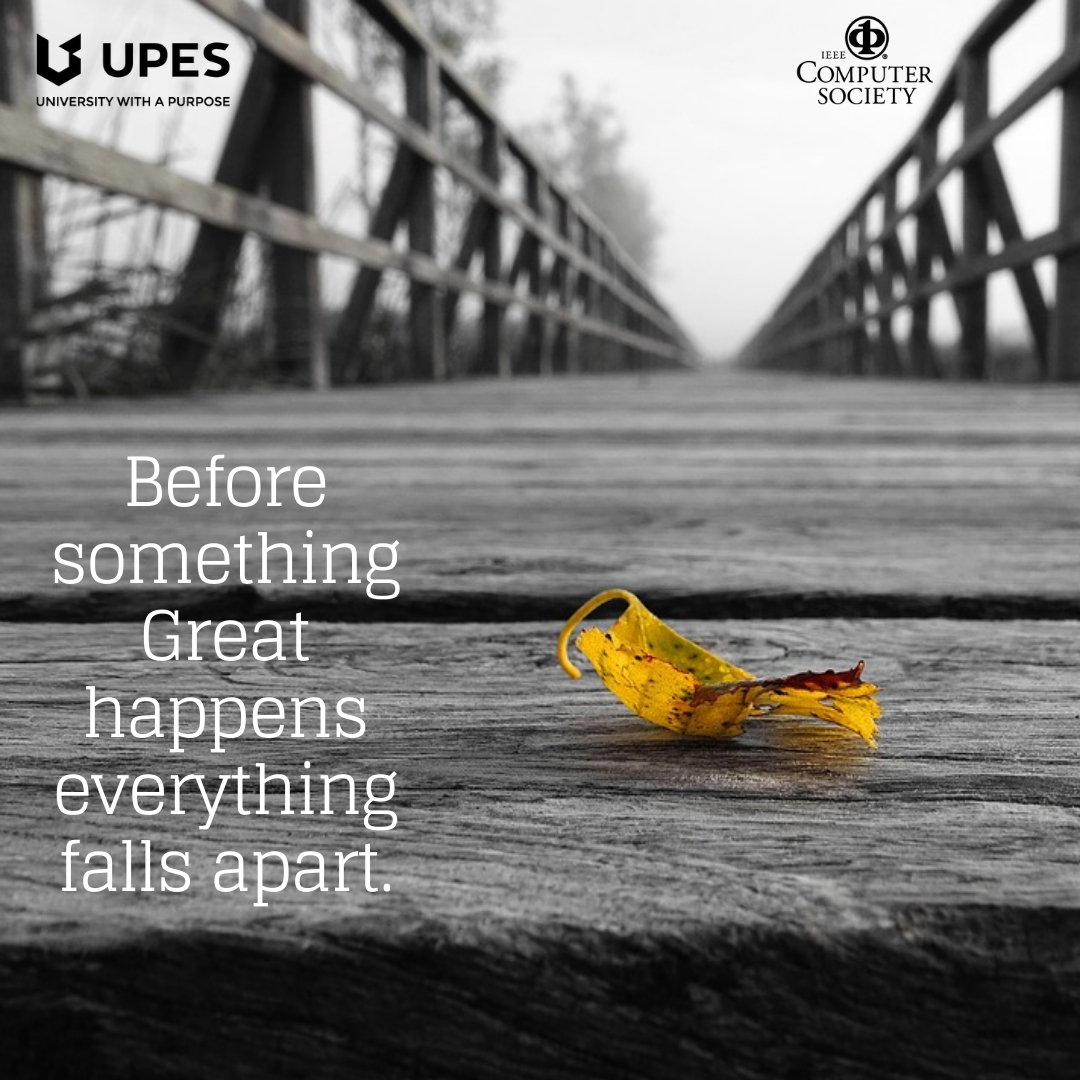 UPES
UNIVERSITY WITH A PURPOSE
IEEE
COMPUTER
SOCIETY
Before
something
Great
happens
everything
falls apart.